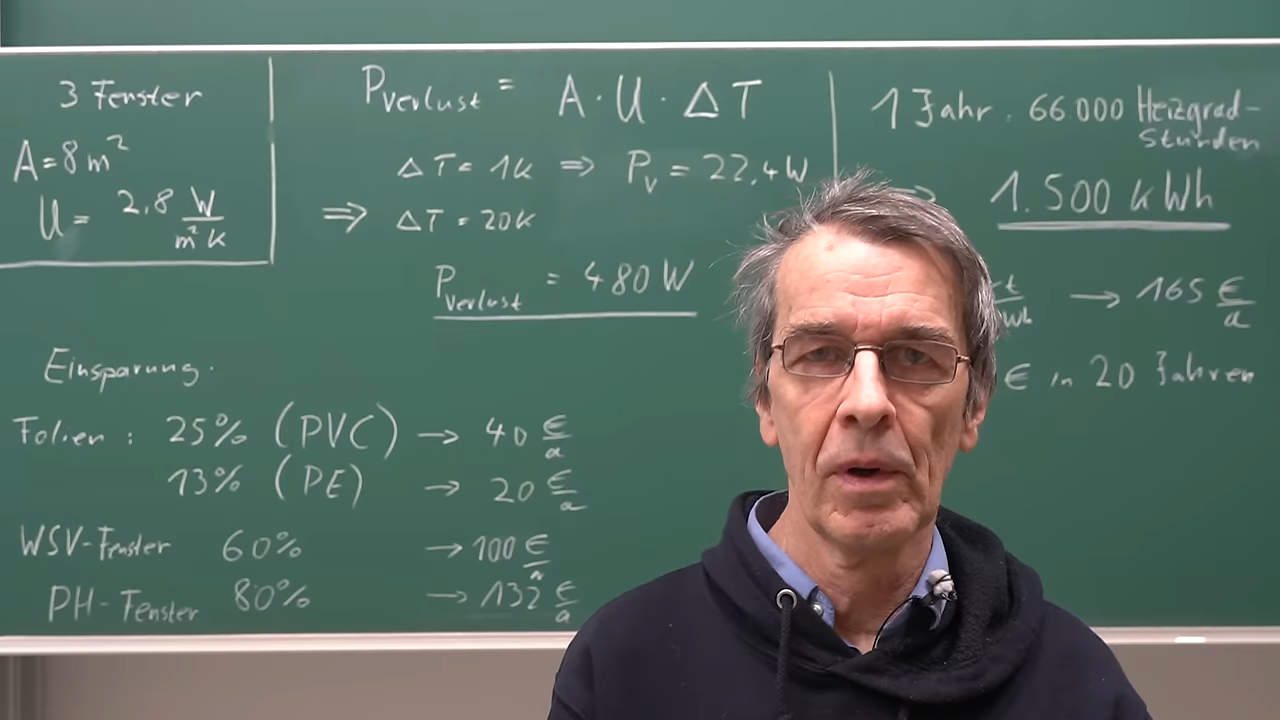 3 Fenster
A = 8 m²
U = 2,8 W/m²K
P_Verlust = A · U · ΔT
ΔT = 1K ⇒ P_V = 22,4 W
⇒ ΔT = 20K
P_Verlust = 480 W
1 Jahr . 66.000 Heizgrad-
stunden
⇒ 1.500 kWh
→ 165 €/a
€ in 20 Jahren
Einsparung.
Folien : 25% (PVC) → 40 €/a
13% (PE) → 20 €/a
WSV-Fenster 60% → 100 €/a
PH-Fenster 80% → 132 €/a